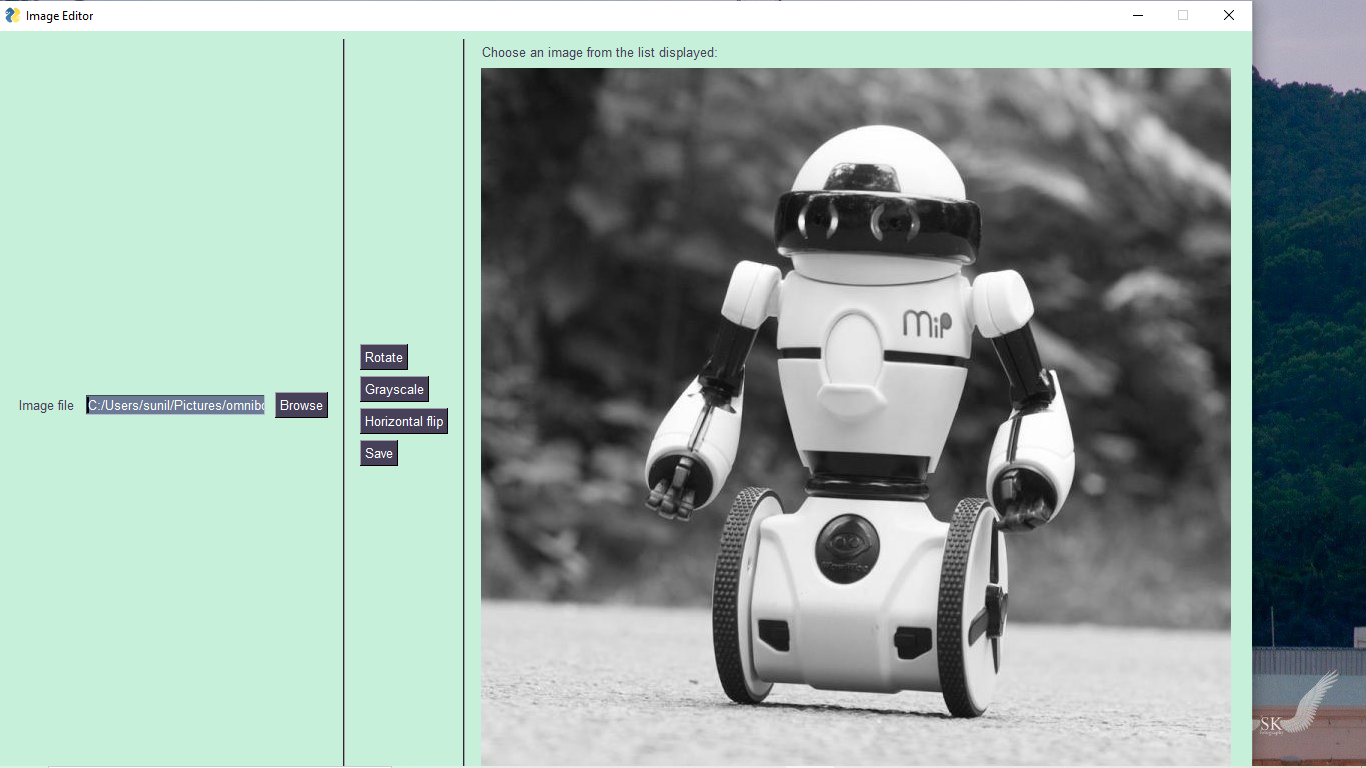 Image Editor
Choose an image from the list displayed:
Image file
C:/Users/sunil/Pictures/omnib
Browse
Rotate
Grayscale
Horizontal flip
Save
MiP
SK